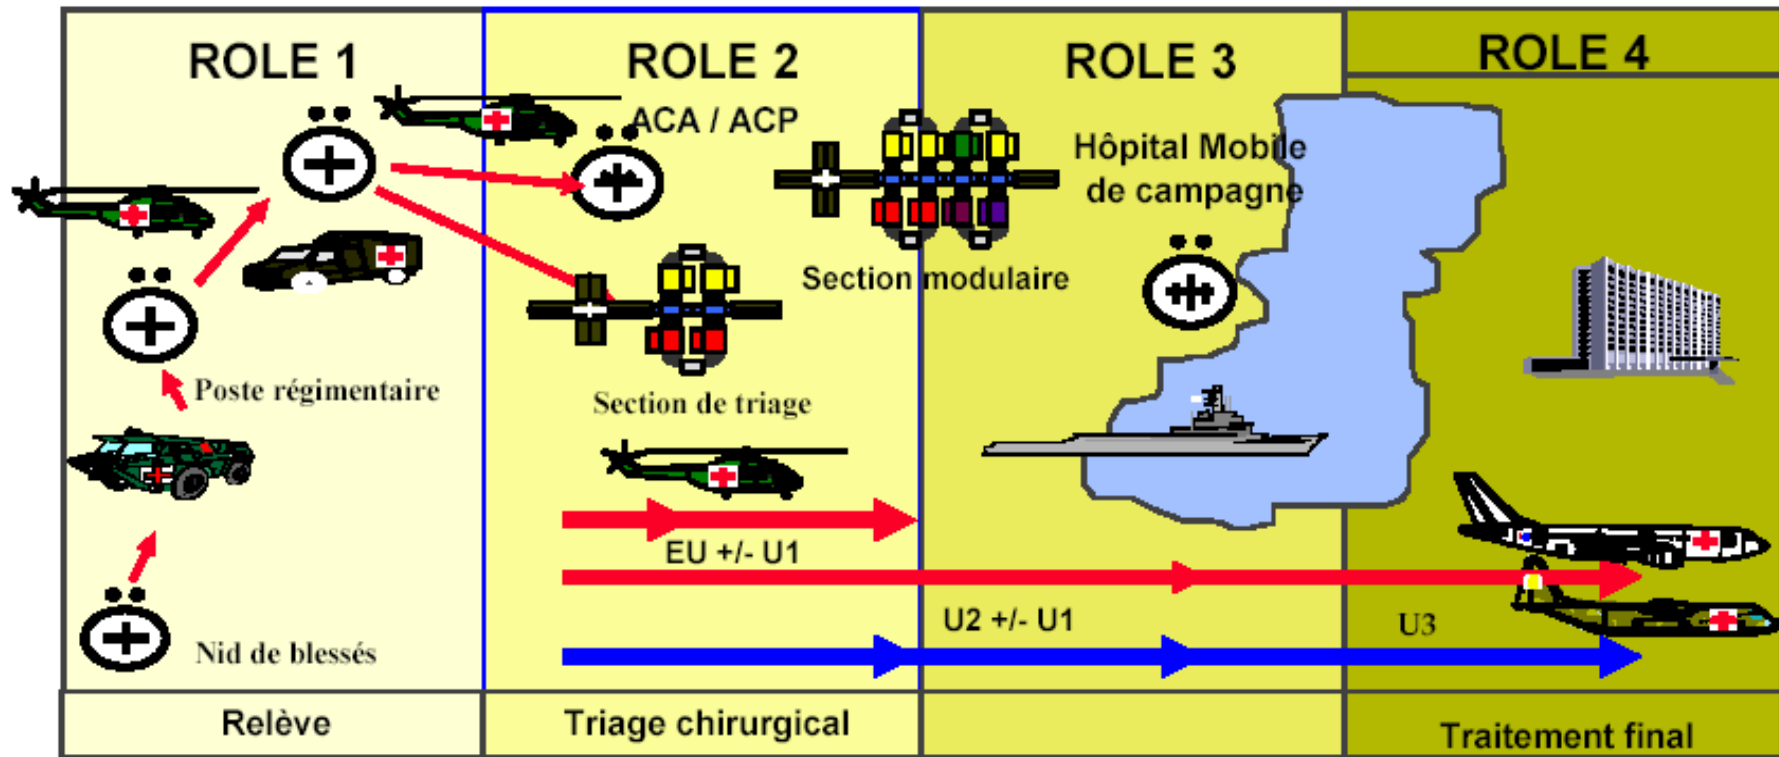 ROLE 1
ROLE 2
ROLE 3
ROLE 4
ACA / ACP
Hôpital Mobile
de campagne
Section modulaire
Poste régimentaire
Section de triage
EU +/- U1
U2 +/- U1
U3
Nid de blessés
Relève
Triage chirurgical
Traitement final